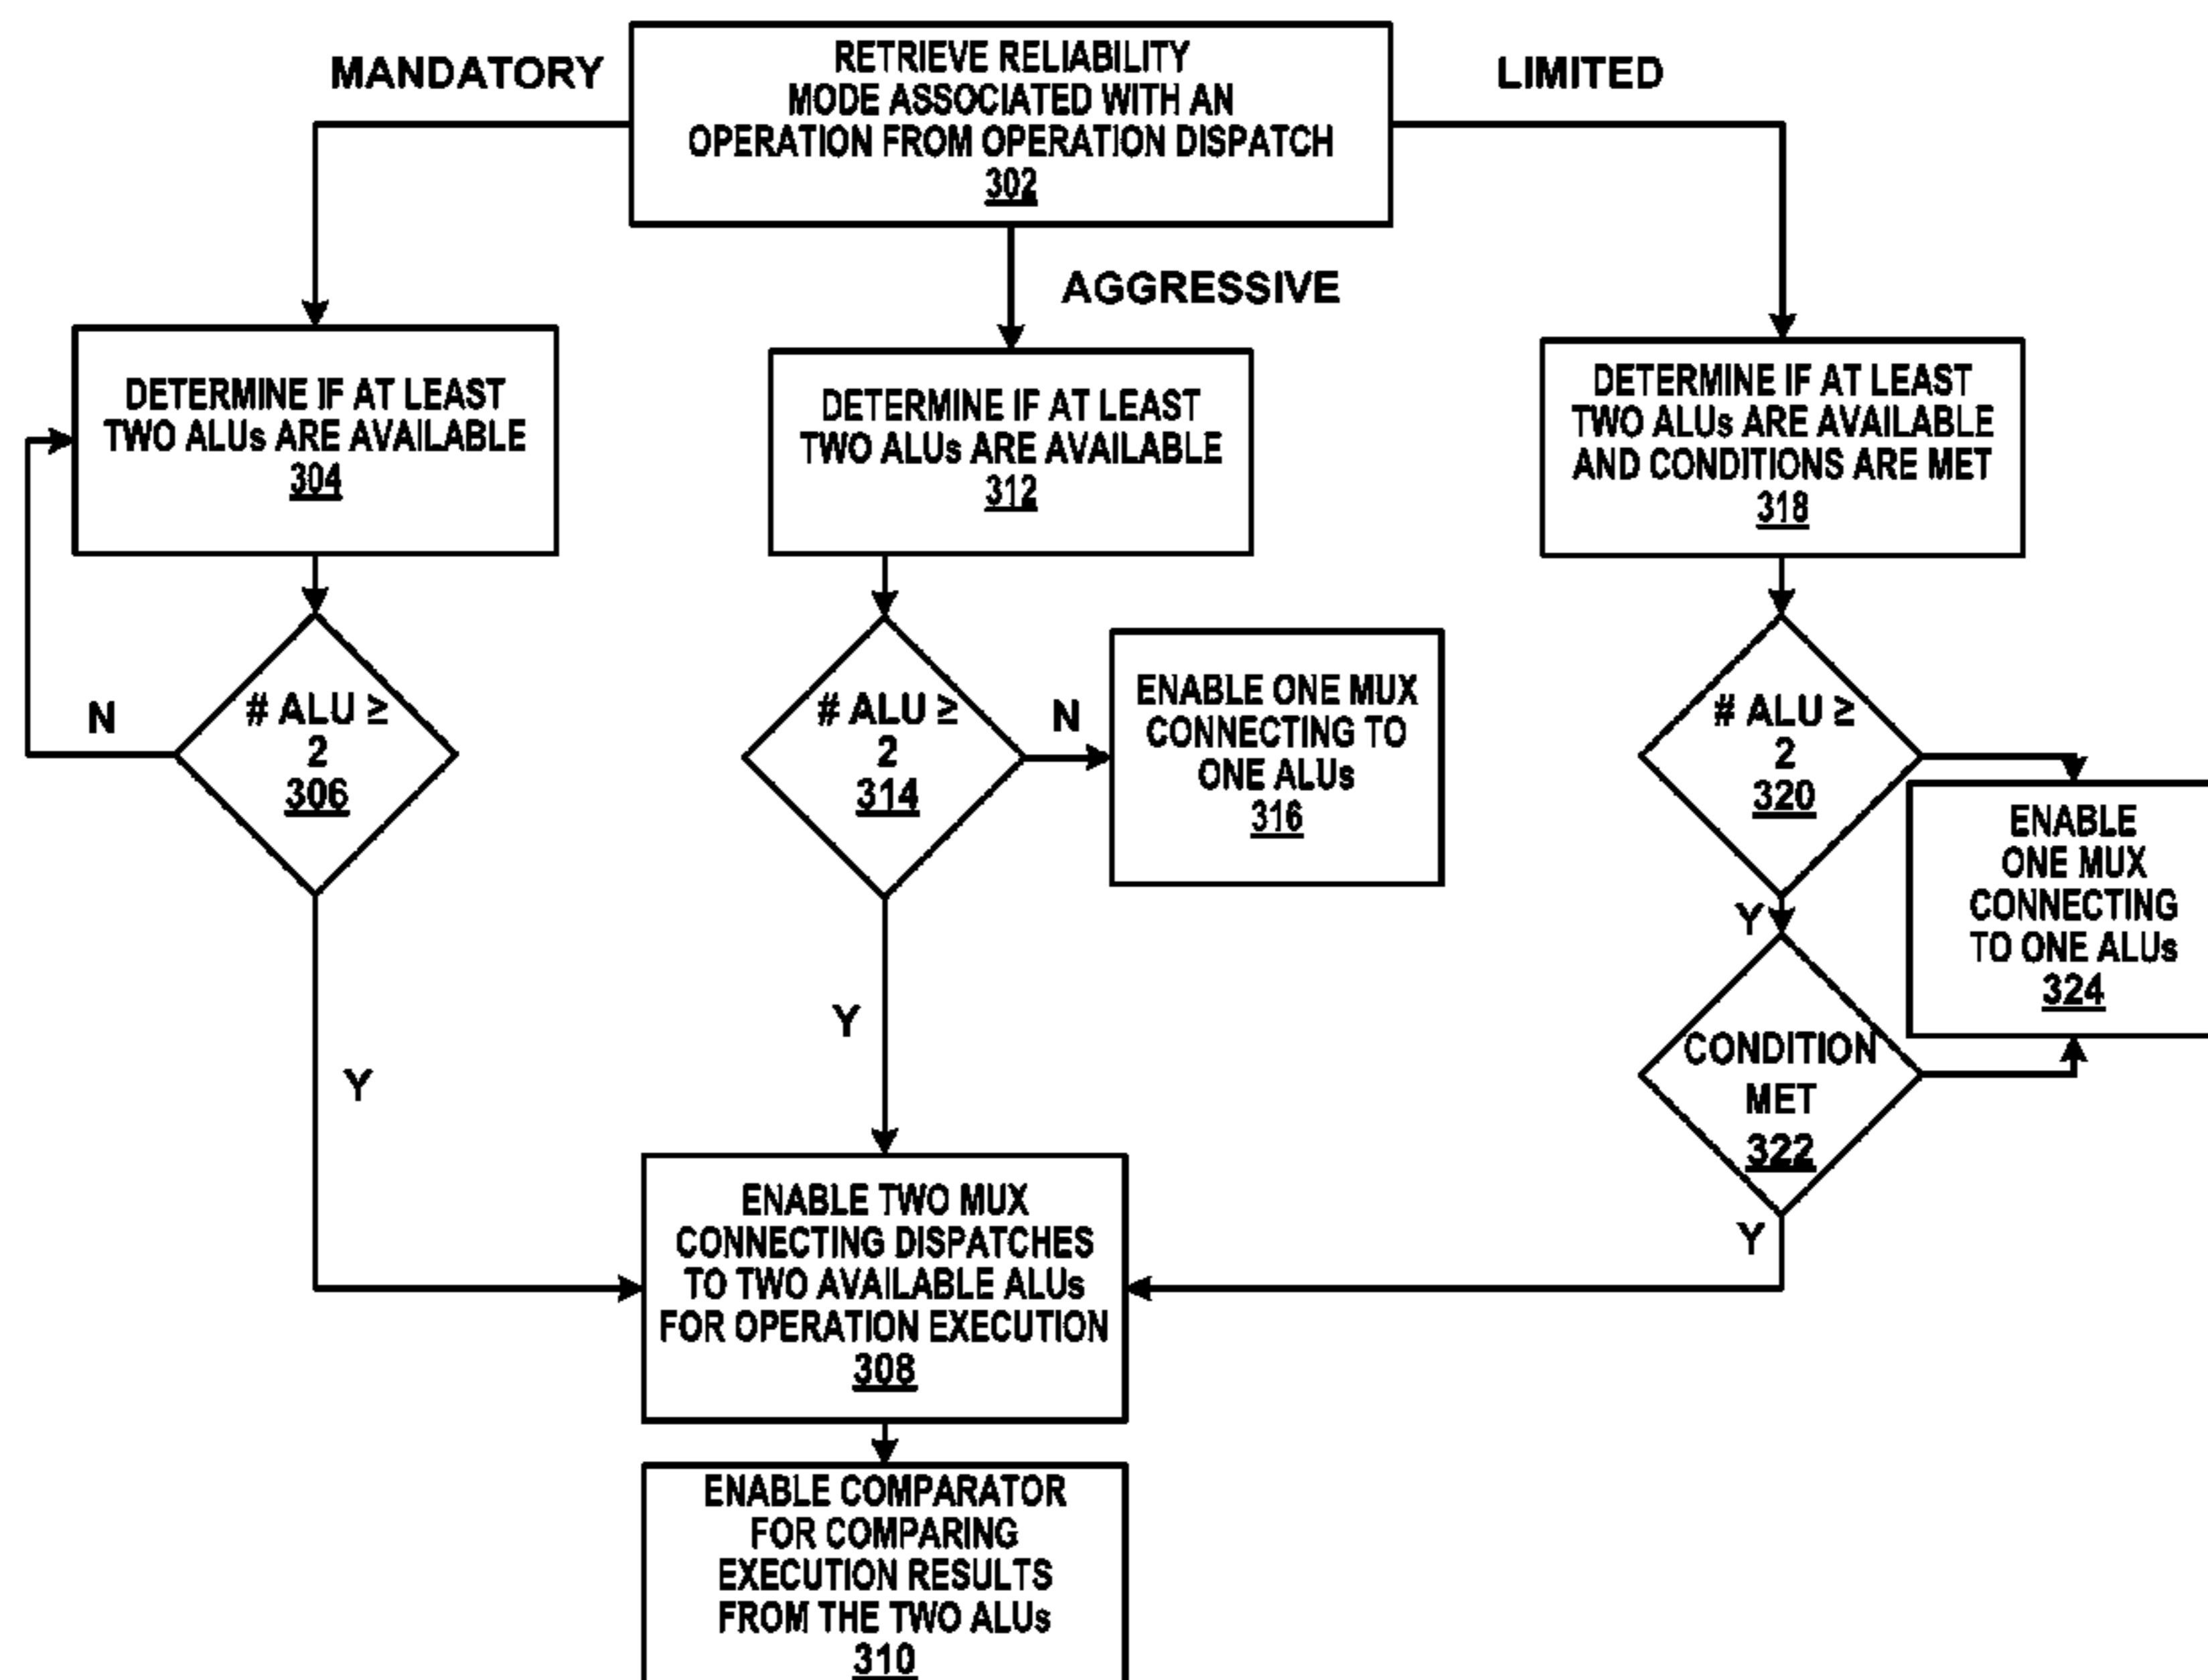 MANDATORY
RETRIEVE RELIABILITY
MODE ASSOCIATED WITH AN
OPERATION FROM OPERATION DISPATCH
302
LIMITED
AGGRESSIVE
DETERMINE IF AT LEAST
TWO ALUs ARE AVAILABLE
304
DETERMINE IF AT LEAST
TWO ALUs ARE AVAILABLE
312
DETERMINE IF AT LEAST
TWO ALUs ARE AVAILABLE
AND CONDITIONS ARE MET
318
N
# ALU ≥
2
306
# ALU ≥
2
314
N
ENABLE ONE MUX
CONNECTING TO
ONE ALUs
316
# ALU ≥
2
320
ENABLE
ONE MUX
CONNECTING
TO ONE ALUs
324
Y
Y
Y
CONDITION
MET
322
Y
ENABLE TWO MUX
CONNECTING DISPATCHES
TO TWO AVAILABLE ALUs
FOR OPERATION EXECUTION
308
ENABLE COMPARATOR
FOR COMPARING
EXECUTION RESULTS
FROM THE TWO ALUs
310